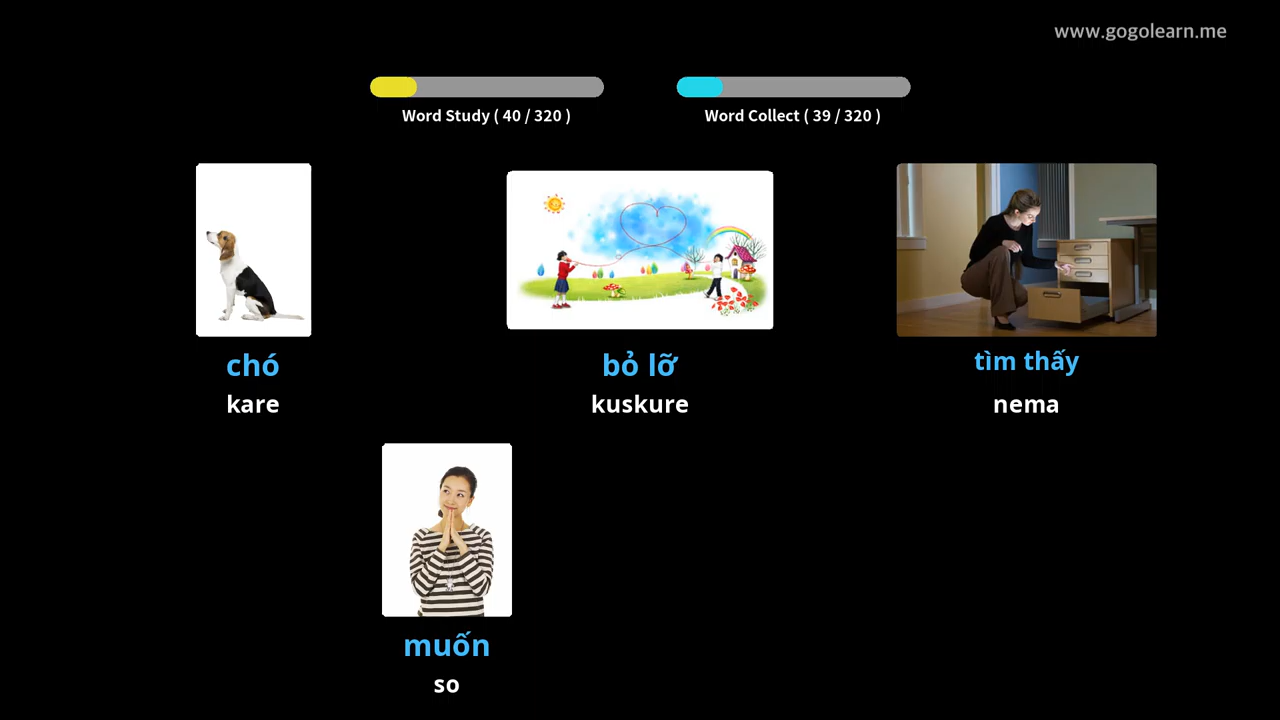 www.gogolearn.me
Word Study ( 40 / 320 )
Word Collect ( 39 / 320 )
chó
kare
bỏ lỡ
kuskure
tìm thấy
nema
muốn
so